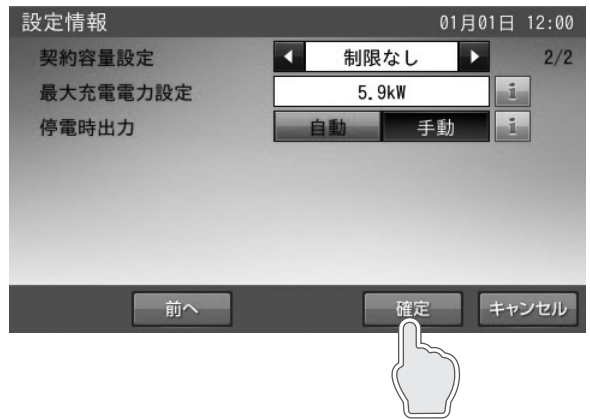 設定情報 01月01日 12:00
契約容量設定 ◀ 制限なし ▶ 2/2
最大充電電力設定 5.9kW i
停電時出力 自動 手動 i
前へ 確定 キャンセル